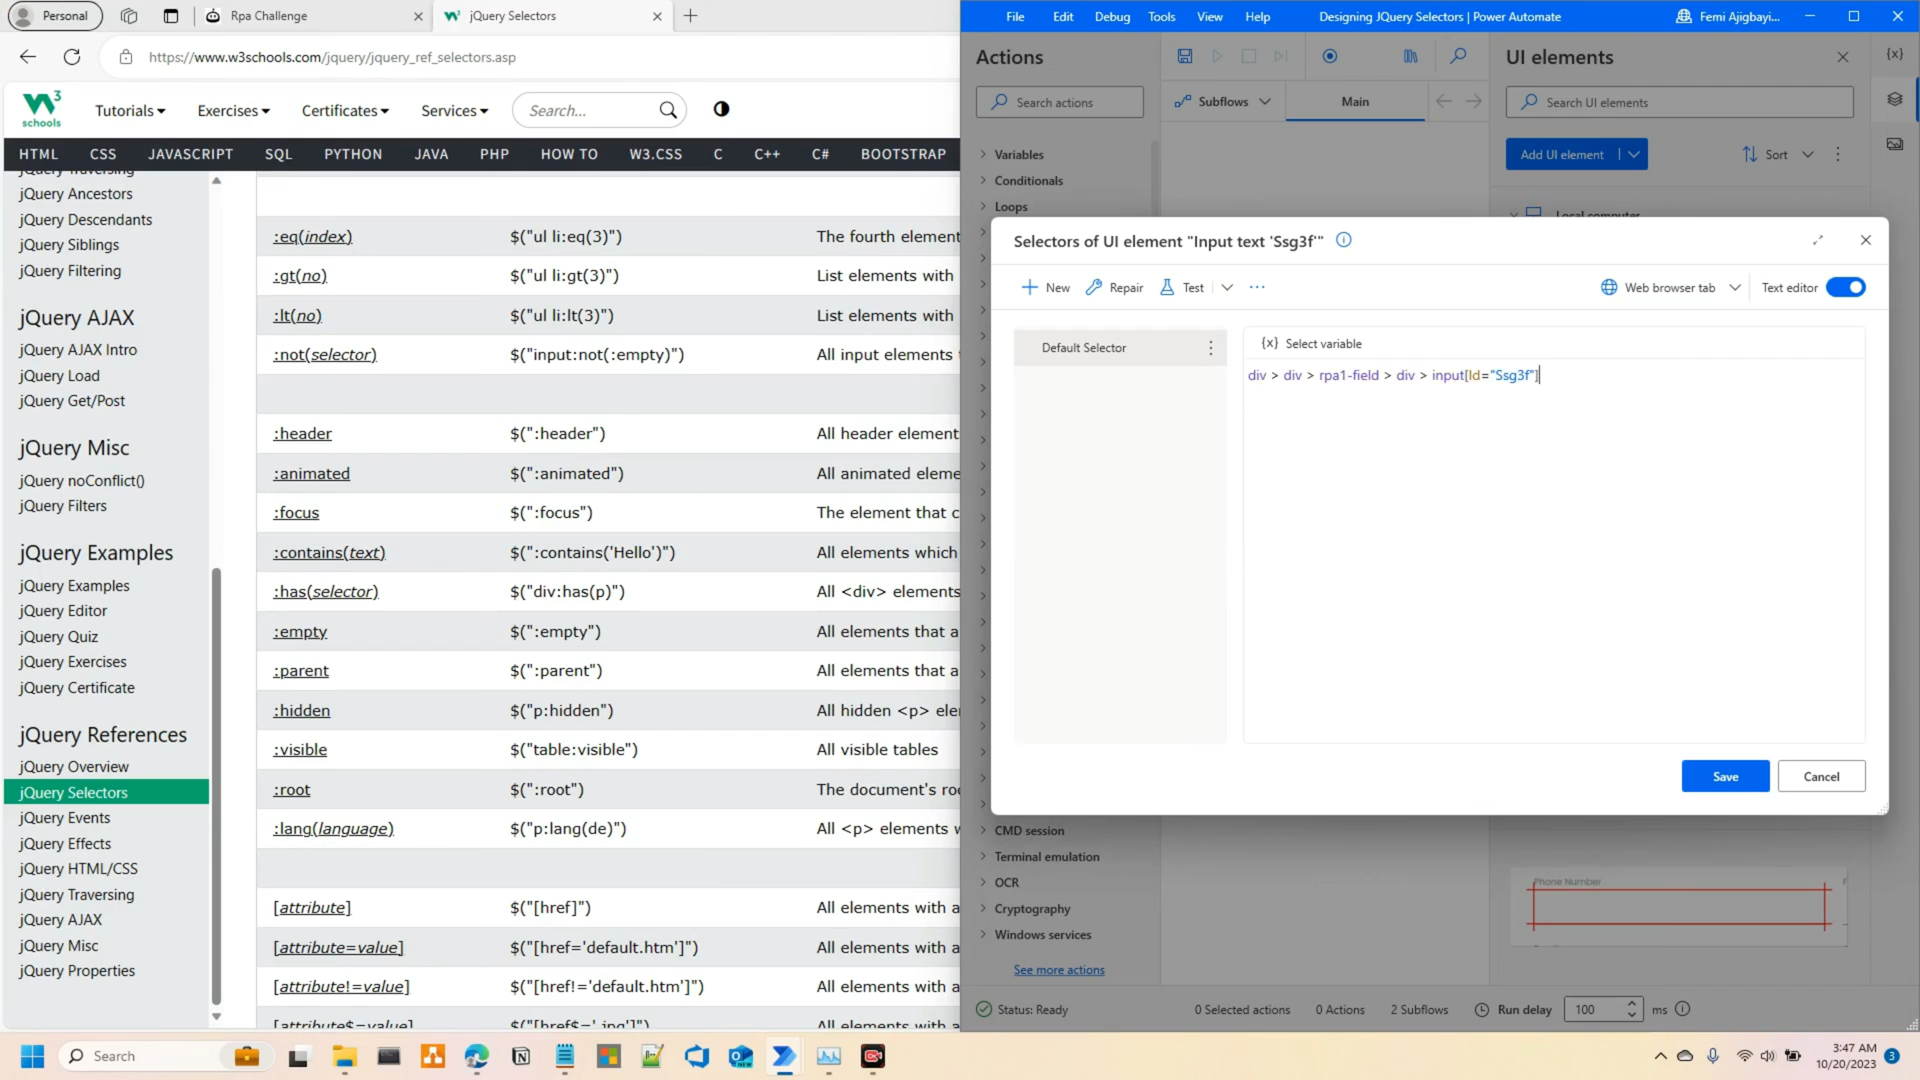 Personal
Rpa Challenge
jQuery Selectors
https://www.w3schools.com/jquery/jquery_ref_selectors.asp
W 3
schools
Tutorials
Exercises
Certificates
Services
Search...
HTML CSS JAVASCRIPT SQL PYTHON JAVA PHP HOW TO W3.CSS C C++ C# BOOTSTRAP
jQuery Traversing
jQuery Ancestors
jQuery Descendants
jQuery Siblings
jQuery Filtering
jQuery AJAX
jQuery AJAX Intro
jQuery Load
jQuery Get/Post
jQuery Misc
jQuery noConflict()
jQuery Filters
jQuery Examples
jQuery Examples
jQuery Editor
jQuery Quiz
jQuery Exercises
jQuery Certificate
jQuery References
jQuery Overview
jQuery Selectors
jQuery Events
jQuery Effects
jQuery HTML/CSS
jQuery Traversing
jQuery AJAX
jQuery Misc
jQuery Properties
:eq(index) $("ul li:eq(3)") The fourth element
:gt(no) $("ul li:gt(3)") List elements with
:lt(no) $("ul li:lt(3)") List elements with
:not(selector) $("input:not(:empty)") All input elements
:header $(":header") All header element
:animated $(":animated") All animated eleme
:focus $(":focus") The element that c
:contains(text) $(":contains('Hello')") All elements which
:has(selector) $("div:has(p)") All <div> elements
:empty $(":empty") All elements that a
:parent $(":parent") All elements that a
:hidden $("p:hidden") All hidden <p> ele
:visible $("table:visible") All visible tables
:root $(":root") The document's roo
:lang(language) $("p:lang(de)") All <p> elements w
[attribute] $("[href]") All elements with a
[attribute=value] $("[href='default.htm']") All elements with a
[attribute!=value] $("[href!='default.htm']") All elements with a
[attribute$=value] $("[href$='.jpg']") All elements with a
File Edit Debug Tools View Help
Designing JQuery Selectors | Power Automate
Femi Ajigbayi...
Actions
Search actions
Variables
Conditionals
Loops
Subflows
Main
UI elements
{x}
Search UI elements
Add UI element
Sort
Local computer
Selectors of UI element "Input text 'Ssg3f'"
New
Repair
Test
Web browser tab
Text editor
Default Selector
{x} Select variable
div > div > rpa1-field > div > input[Id="Ssg3f"]
Save
Cancel
CMD session
Terminal emulation
OCR
Cryptography
Windows services
See more actions
Phone Number
Status: Ready
0 Selected actions
0 Actions
2 Subflows
Run delay
100
ms
Search
3:47 AM
10/20/2023
3